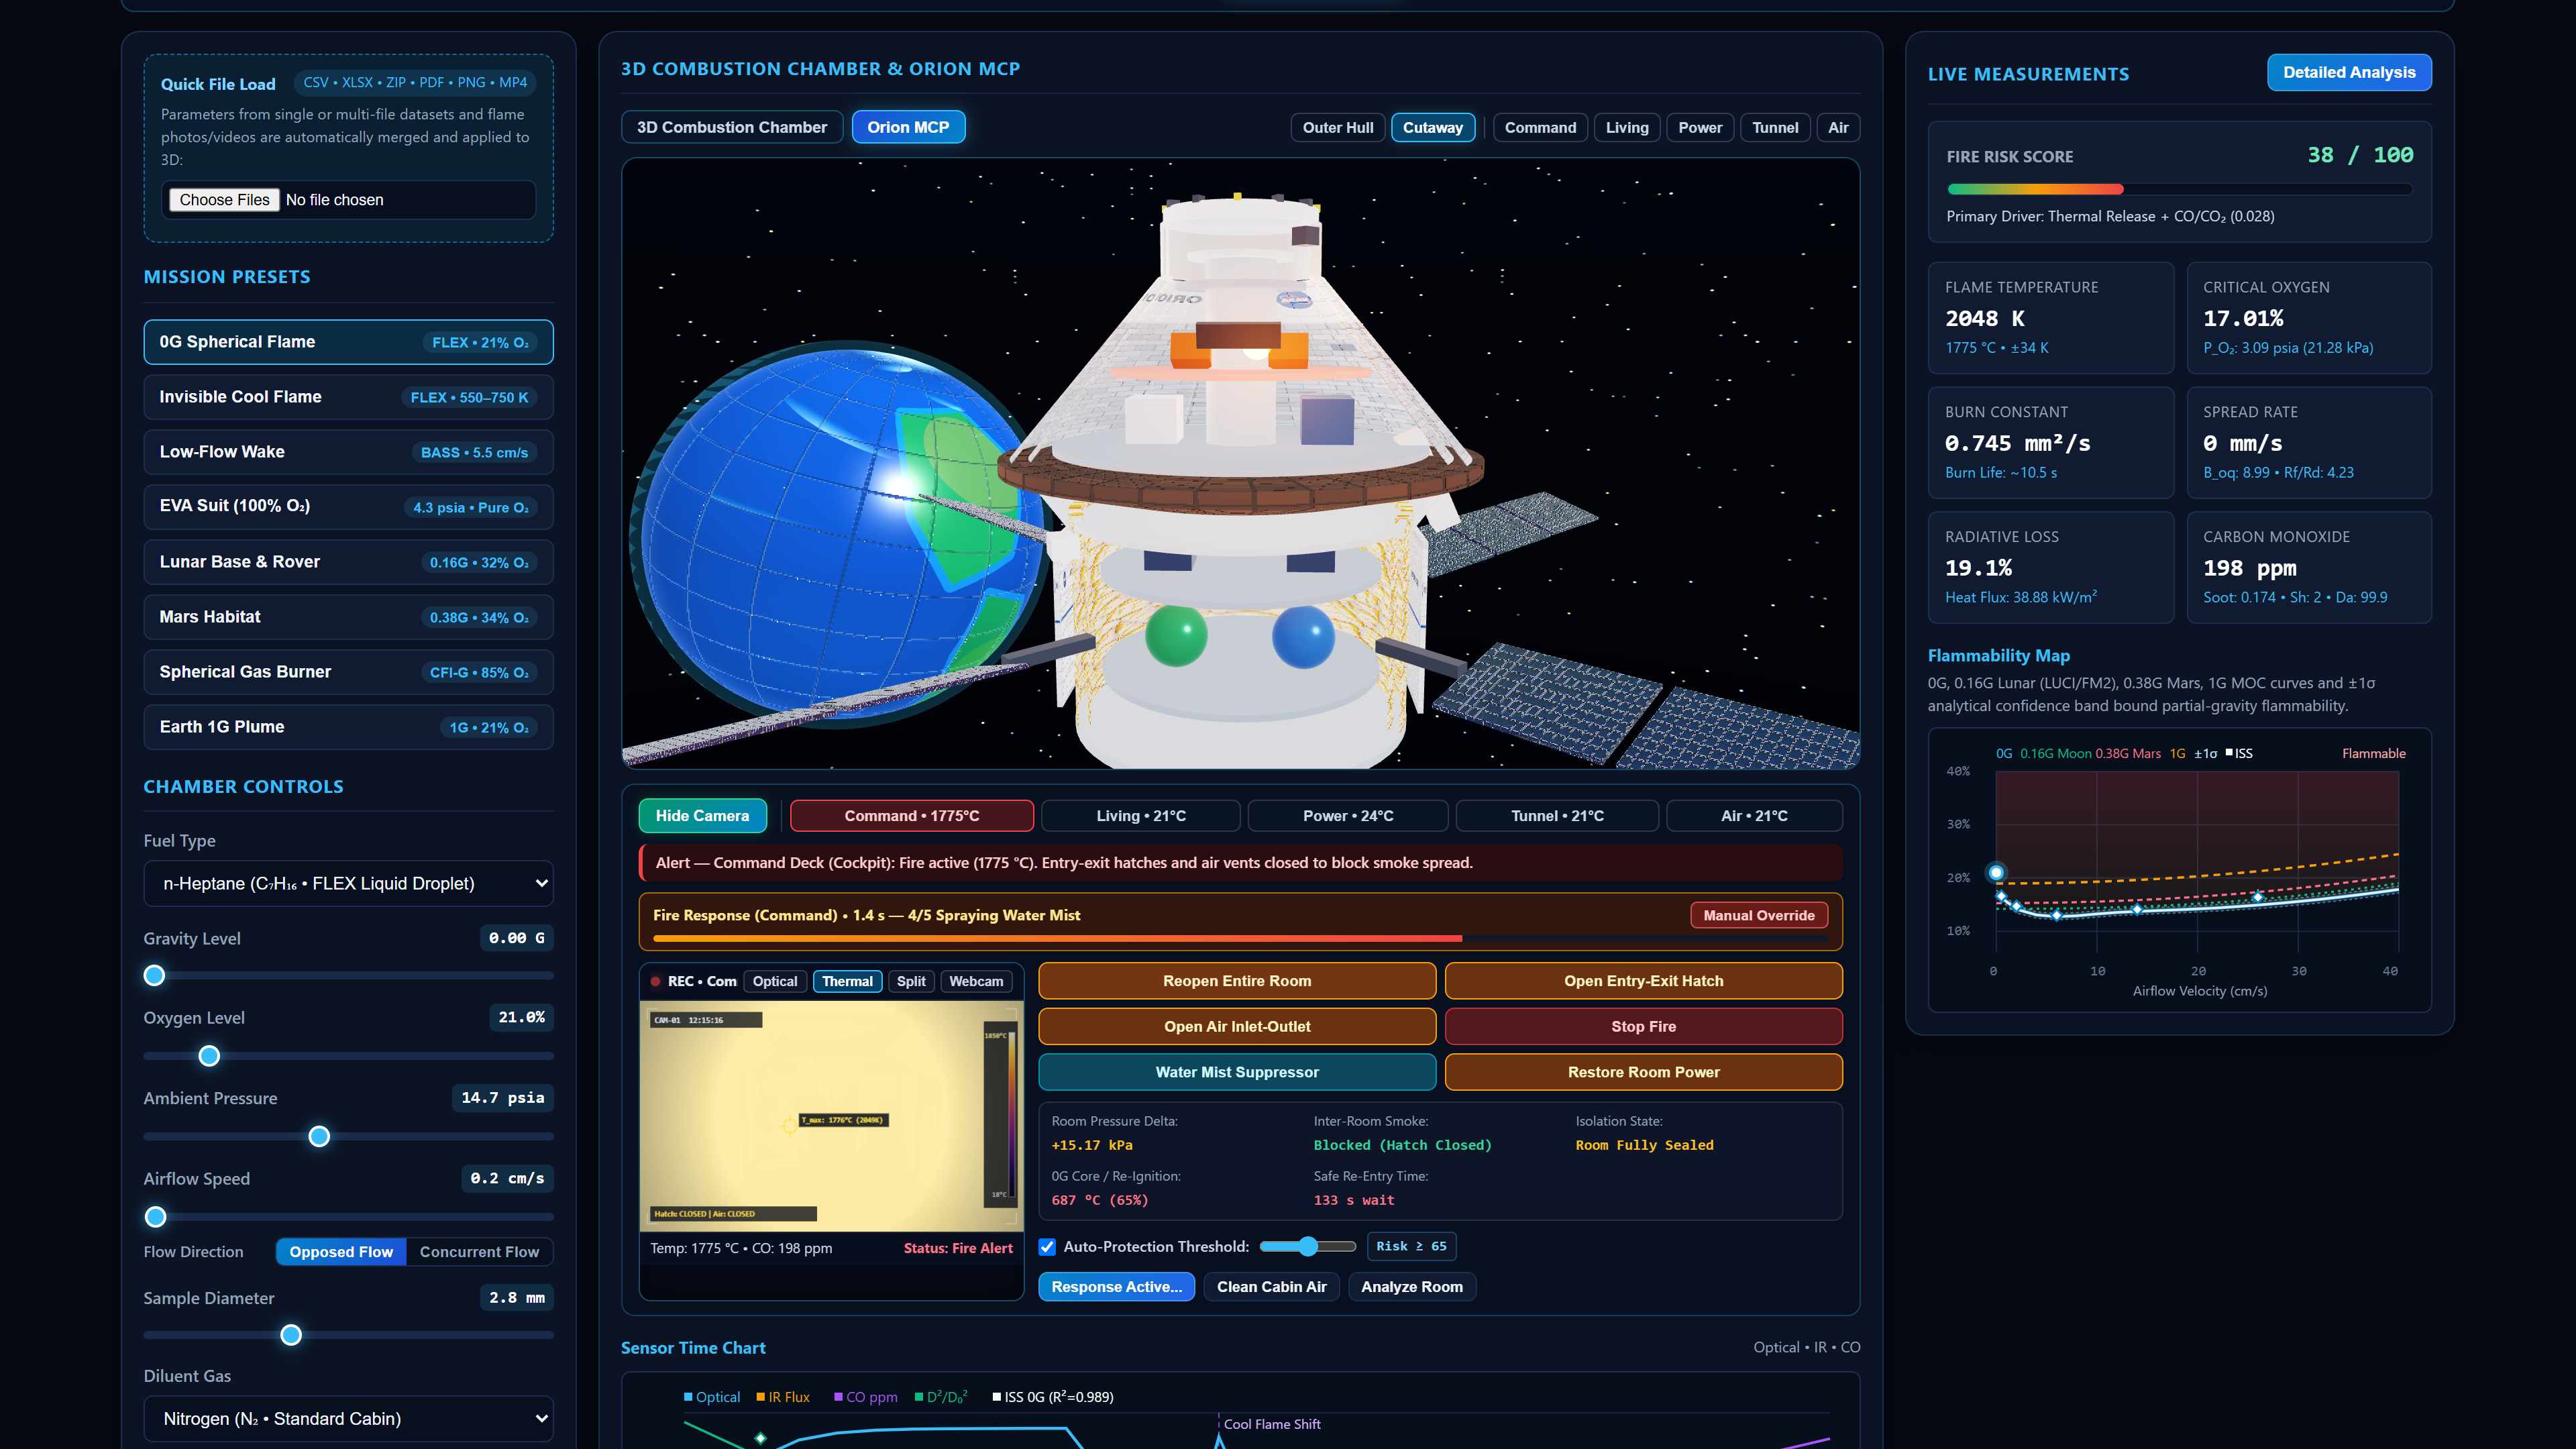 Quick File Load
CSV • XLSX • ZIP • PDF • PNG • MP4
Parameters from single or multi-file datasets and flame
photos/videos are automatically merged and applied to
3D:
Choose Files No file chosen
MISSION PRESETS
0G Spherical Flame
FLEX • 21% O₂
Invisible Cool Flame
FLEX • 550–750 K
Low-Flow Wake
BASS • 5.5 cm/s
EVA Suit (100% O₂)
4.3 psia • Pure O₂
Lunar Base & Rover
0.16G • 32% O₂
Mars Habitat
0.38G • 34% O₂
Spherical Gas Burner
CFI-G • 85% O₂
Earth 1G Plume
1G • 21% O₂
CHAMBER CONTROLS
Fuel Type
n-Heptane (C₇H₁₆ • FLEX Liquid Droplet)
Gravity Level
0.00 G
Oxygen Level
21.0%
Ambient Pressure
14.7 psia
Airflow Speed
0.2 cm/s
Flow Direction
Opposed Flow
Concurrent Flow
Sample Diameter
2.8 mm
Diluent Gas
Nitrogen (N₂ • Standard Cabin)
3D COMBUSTION CHAMBER & ORION MCP
3D Combustion Chamber
Orion MCP
Outer Hull
Cutaway
Command
Living
Power
Tunnel
Air
Hide Camera
Command • 1775°C
Living • 21°C
Power • 24°C
Tunnel • 21°C
Air • 21°C
Alert — Command Deck (Cockpit): Fire active (1775 °C). Entry-exit hatches and air vents closed to block smoke spread.
Fire Response (Command) • 1.4 s — 4/5 Spraying Water Mist
Manual Override
REC • Com
Optical
Thermal
Split
Webcam
CAM-01 12:15:16
1850°C
T_max: 1776°C (2049K)
18°C
Hatch: CLOSED | Air: CLOSED
Temp: 1775 °C • CO: 198 ppm
Status: Fire Alert
Reopen Entire Room
Open Entry-Exit Hatch
Open Air Inlet-Outlet
Stop Fire
Water Mist Suppressor
Restore Room Power
Room Pressure Delta:
+15.17 kPa
Inter-Room Smoke:
Blocked (Hatch Closed)
Isolation State:
Room Fully Sealed
0G Core / Re-Ignition:
687 °C (65%)
Safe Re-Entry Time:
133 s wait
Auto-Protection Threshold:
Risk ≥ 65
Response Active...
Clean Cabin Air
Analyze Room
Sensor Time Chart
Optical • IR • CO
Optical
IR Flux
CO ppm
D²/D₀²
ISS 0G (R²=0.989)
Cool Flame Shift
LIVE MEASUREMENTS
Detailed Analysis
FIRE RISK SCORE
38 / 100
Primary Driver: Thermal Release + CO/CO₂ (0.028)
FLAME TEMPERATURE
2048 K
1775 °C • ±34 K
CRITICAL OXYGEN
17.01%
P_O₂: 3.09 psia (21.28 kPa)
BURN CONSTANT
0.745 mm²/s
Burn Life: ~10.5 s
SPREAD RATE
0 mm/s
B_oq: 8.99 • Rf/Rd: 4.23
RADIATIVE LOSS
19.1%
Heat Flux: 38.88 kW/m²
CARBON MONOXIDE
198 ppm
Soot: 0.174 • Sh: 2 • Da: 99.9
Flammability Map
0G, 0.16G Lunar (LUCI/FM2), 0.38G Mars, 1G MOC curves and ±1σ
analytical confidence band bound partial-gravity flammability.
0G 0.16G Moon 0.38G Mars 1G ±1σ ISS
Flammable
40%
30%
20%
10%
0 10 20 30 40
Airflow Velocity (cm/s)